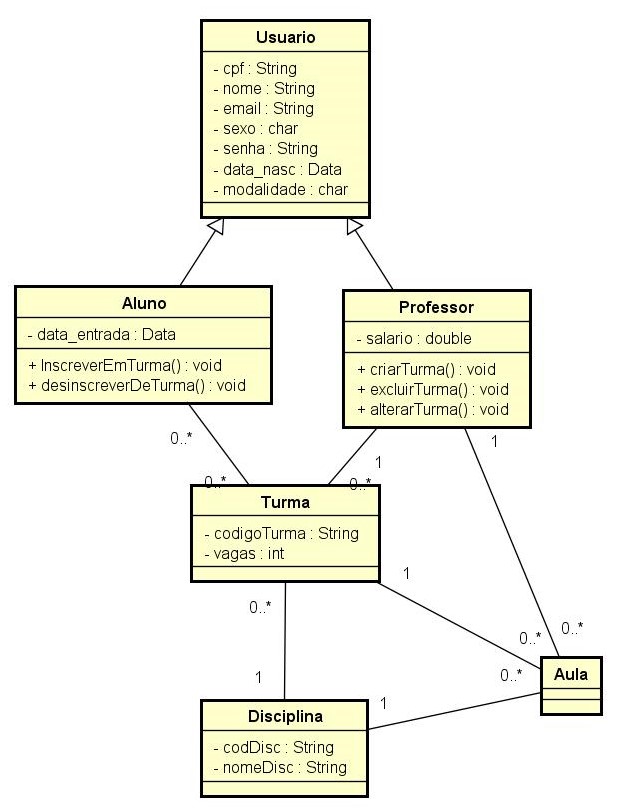 Usuario
- cpf : String
- nome : String
- email : String
- sexo : char
- senha : String
- data_nasc : Data
- modalidade : char
Aluno
- data_entrada : Data
+ InscreverEmTurma() : void
+ desinscreverDeTurma() : void
Professor
- salario : double
+ criarTurma() : void
+ excluirTurma() : void
+ alterarTurma() : void
0..*
1
1
0..*
0..*
Turma
- codigoTurma : String
- vagas : int
1
0..*
0..*
0..*
1
0..*
1
Aula
Disciplina
- codDisc : String
- nomeDisc : String